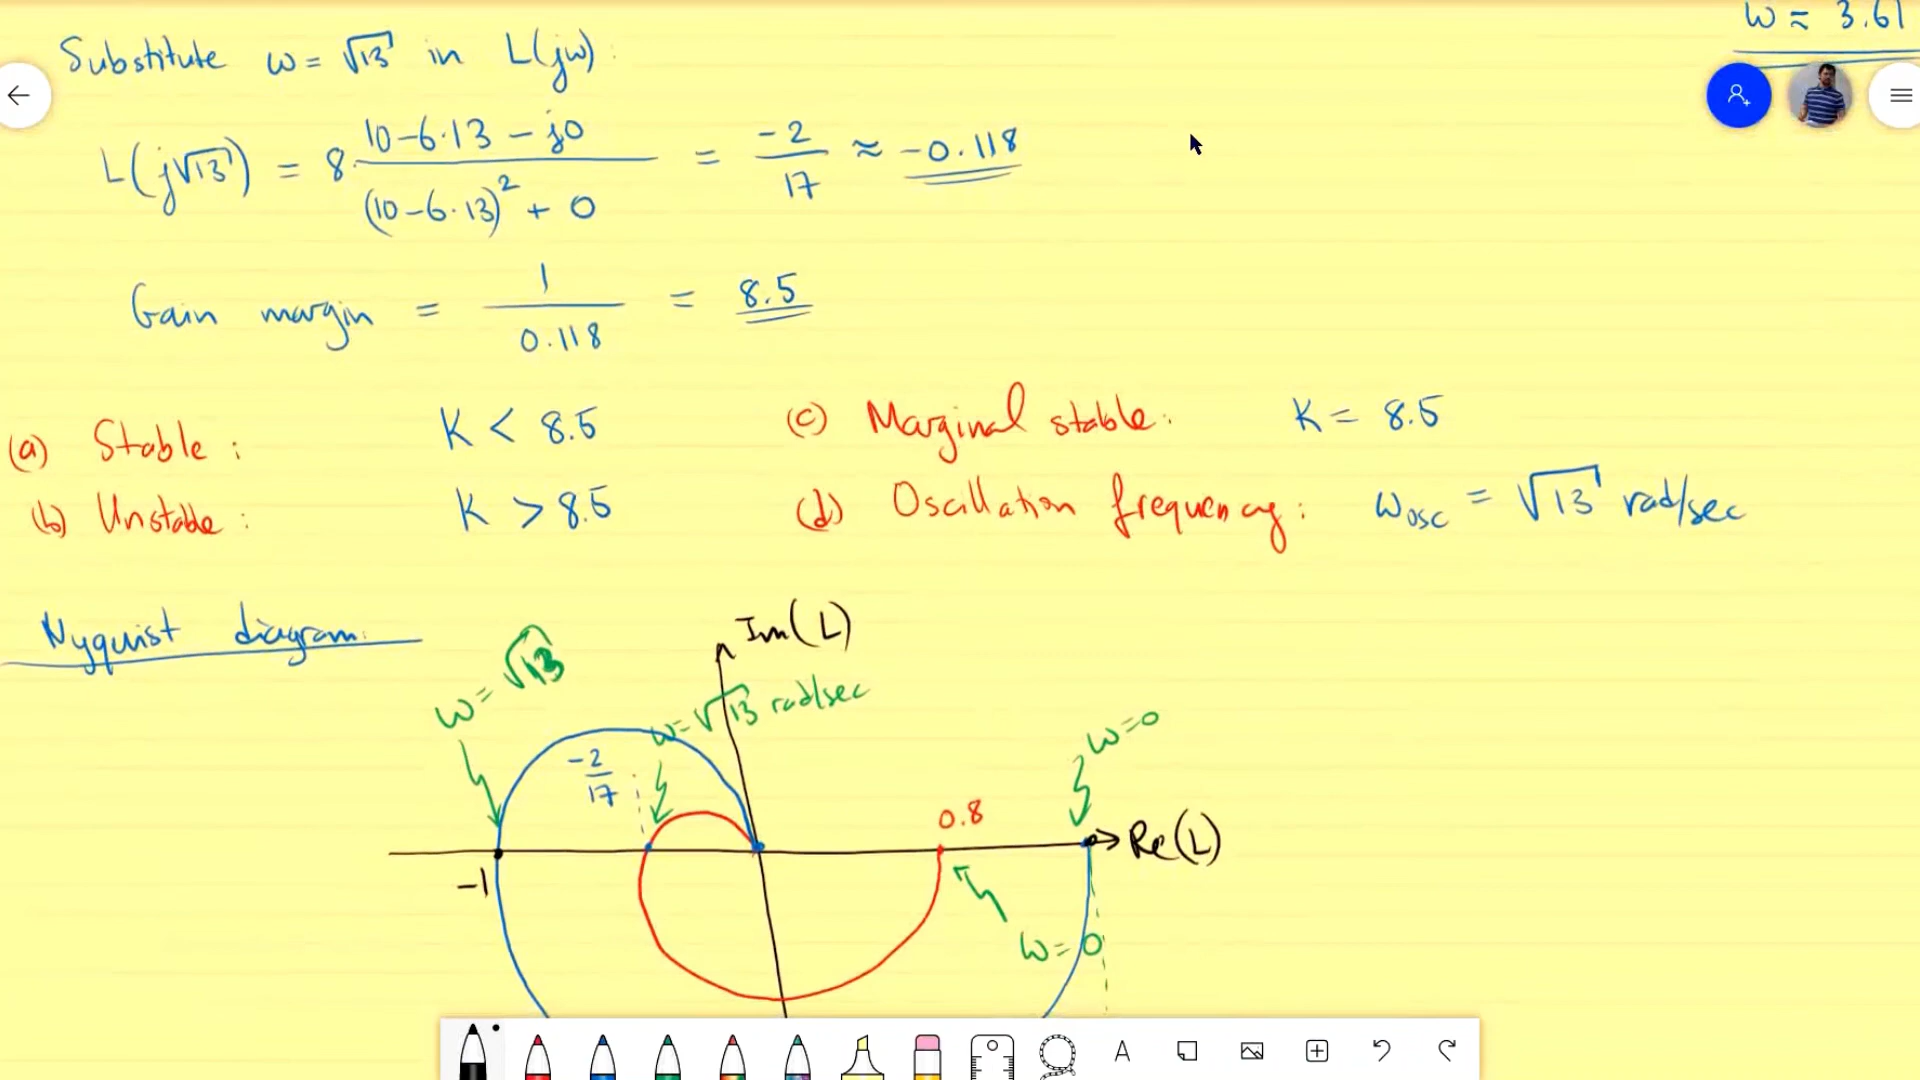 ω ≈ 3.61
Substitute ω = √13 in L(jω):
L(j√13) = 8· (10-6·13 - j0) / ((10-6·13)² + 0) = -2/17 ≈ -0.118
Gain margin = 1/0.118 = 8.5
(a) Stable: K < 8.5 (c) Marginal stable: K = 8.5
(b) Unstable: K > 8.5 (d) Oscillation frequency: ωosc = √13 rad/sec
Nyquist diagram:
Im(L)
ω = √13
ω = √13 rad/sec
ω=0
-2/17
0.8
Re(L)
-1
ω = 0
A